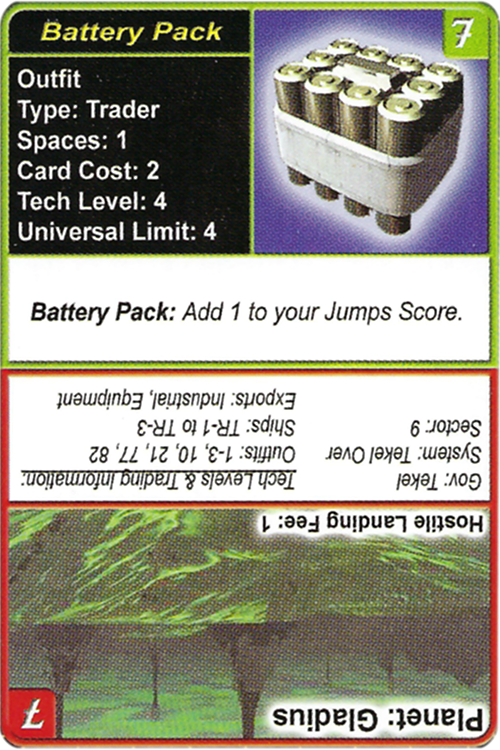 Battery Pack
7
Outfit
Type: Trader
Spaces: 1
Card Cost: 2
Tech Level: 4
Universal Limit: 4
Battery Pack: Add 1 to your Jumps Score.
Planet: Gladius
7
Hostile Landing Fee: 1
Gov: Tekel
System: Tekel Over
Sector: 9
Tech Levels & Trading Information:
Outfits: 1-3, 10, 21, 77, 82
Ships: TR-1 to TR-3
Exports: Industrial, Equipment